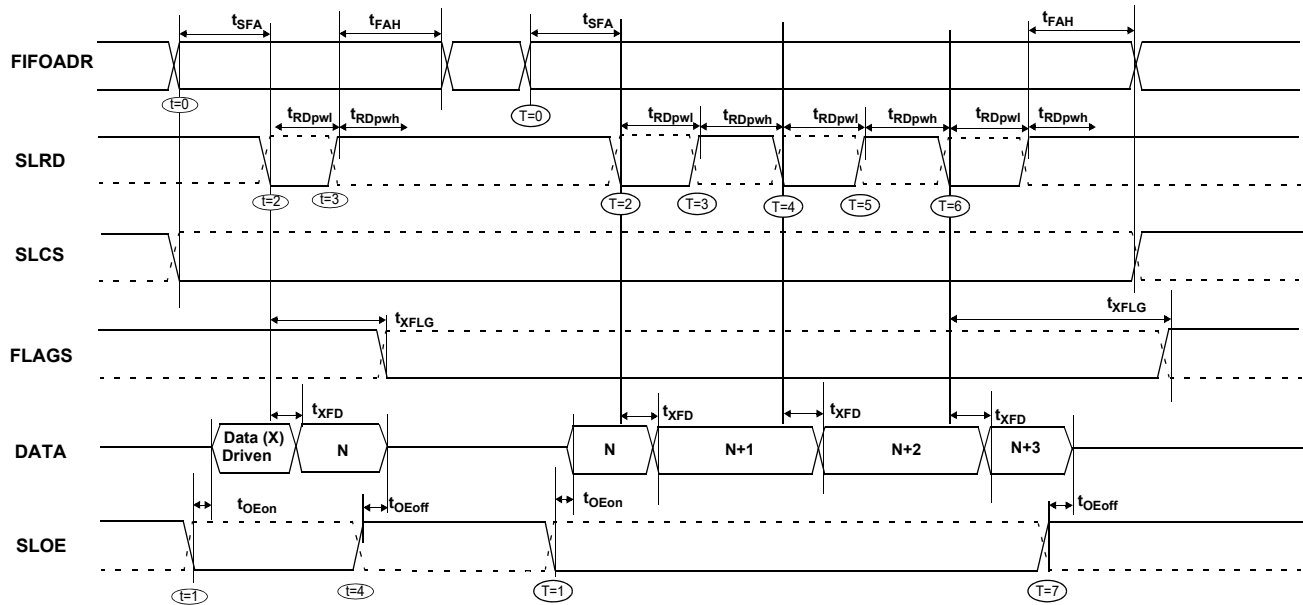 tSFA tFAH tSFA tFAH
FIFOADR
t=0 T=0
tRDpwl tRDpwh tRDpwl tRDpwh tRDpwl tRDpwh tRDpwl tRDpwh
SLRD
t=2 t=3 T=2 T=3 T=4 T=5 T=6
SLCS
tXFLG tXFLG
FLAGS
tXFD tXFD tXFD tXFD
DATA
Data (X)
Driven
N N N+1 N+2 N+3
tOEon tOEoff tOEon tOEoff
SLOE
t=1 t=4 T=1 T=7